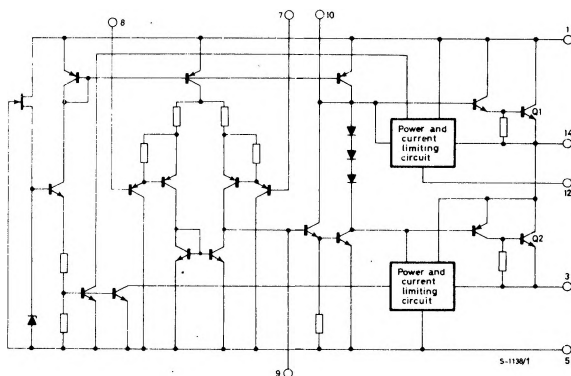 8
7
10
1
Q1
Power and
current
limiting
circuit
14
12
Q2
Power and
current
limiting
circuit
3
S-1138/1
5
9